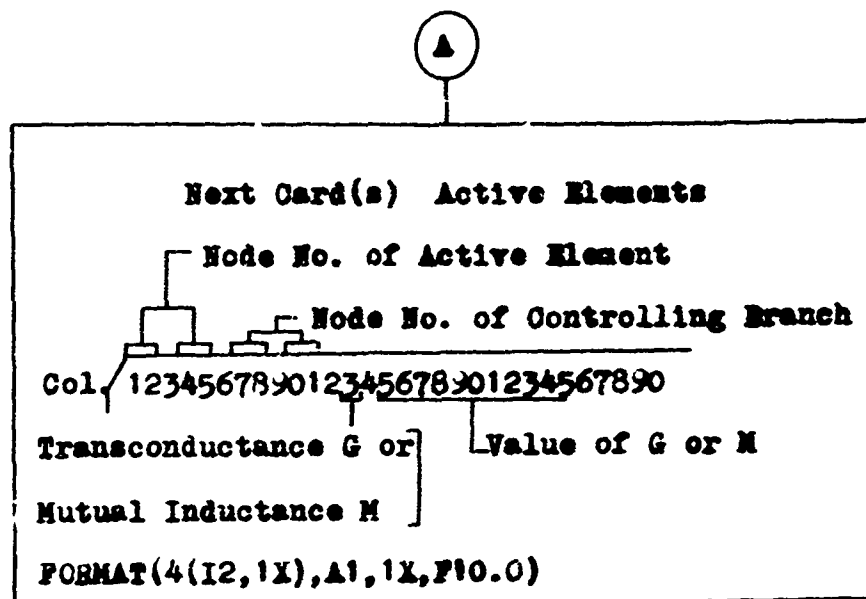 A
Next Card(s) Active Elements
Node No. of Active Element
Node No. of Controlling Branch
Col. 123456789012345678901234567890
Transconductance G or
Value of G or M
Mutual Inductance M
FORMAT(4(I2,1X),A1,1X,F10.0)